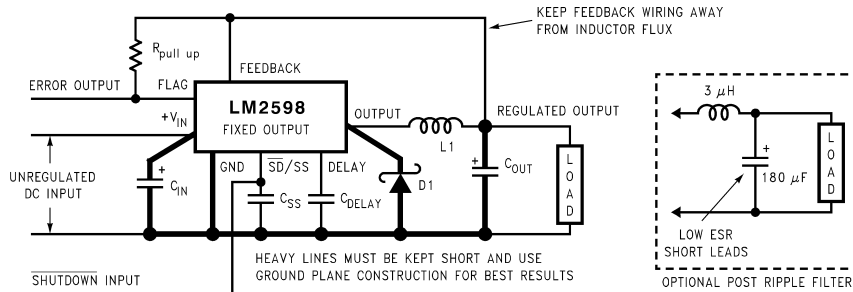 KEEP FEEDBACK WIRING AWAY
FROM INDUCTOR FLUX
Rpull up
FEEDBACK
ERROR OUTPUT
FLAG
LM2598
FIXED OUTPUT
+VIN
OUTPUT
L1
REGULATED OUTPUT
UNREGULATED
DC INPUT
+
CIN
GND
SD/SS
DELAY
CSS
CDELAY
D1
+
COUT
LOAD
HEAVY LINES MUST BE KEPT SHORT AND USE
GROUND PLANE CONSTRUCTION FOR BEST RESULTS
SHUTDOWN INPUT
3 μH
+
180 μF
LOAD
LOW ESR
SHORT LEADS
OPTIONAL POST RIPPLE FILTER